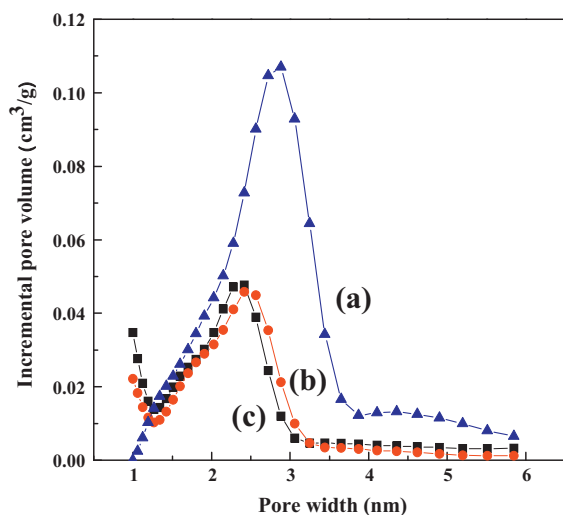 Incremental pore volume (cm³/g)
0.12
0.10
0.08
0.06
0.04
0.02
0.00
(a)
(b)
(c)
1 2 3 4 5 6
Pore width (nm)